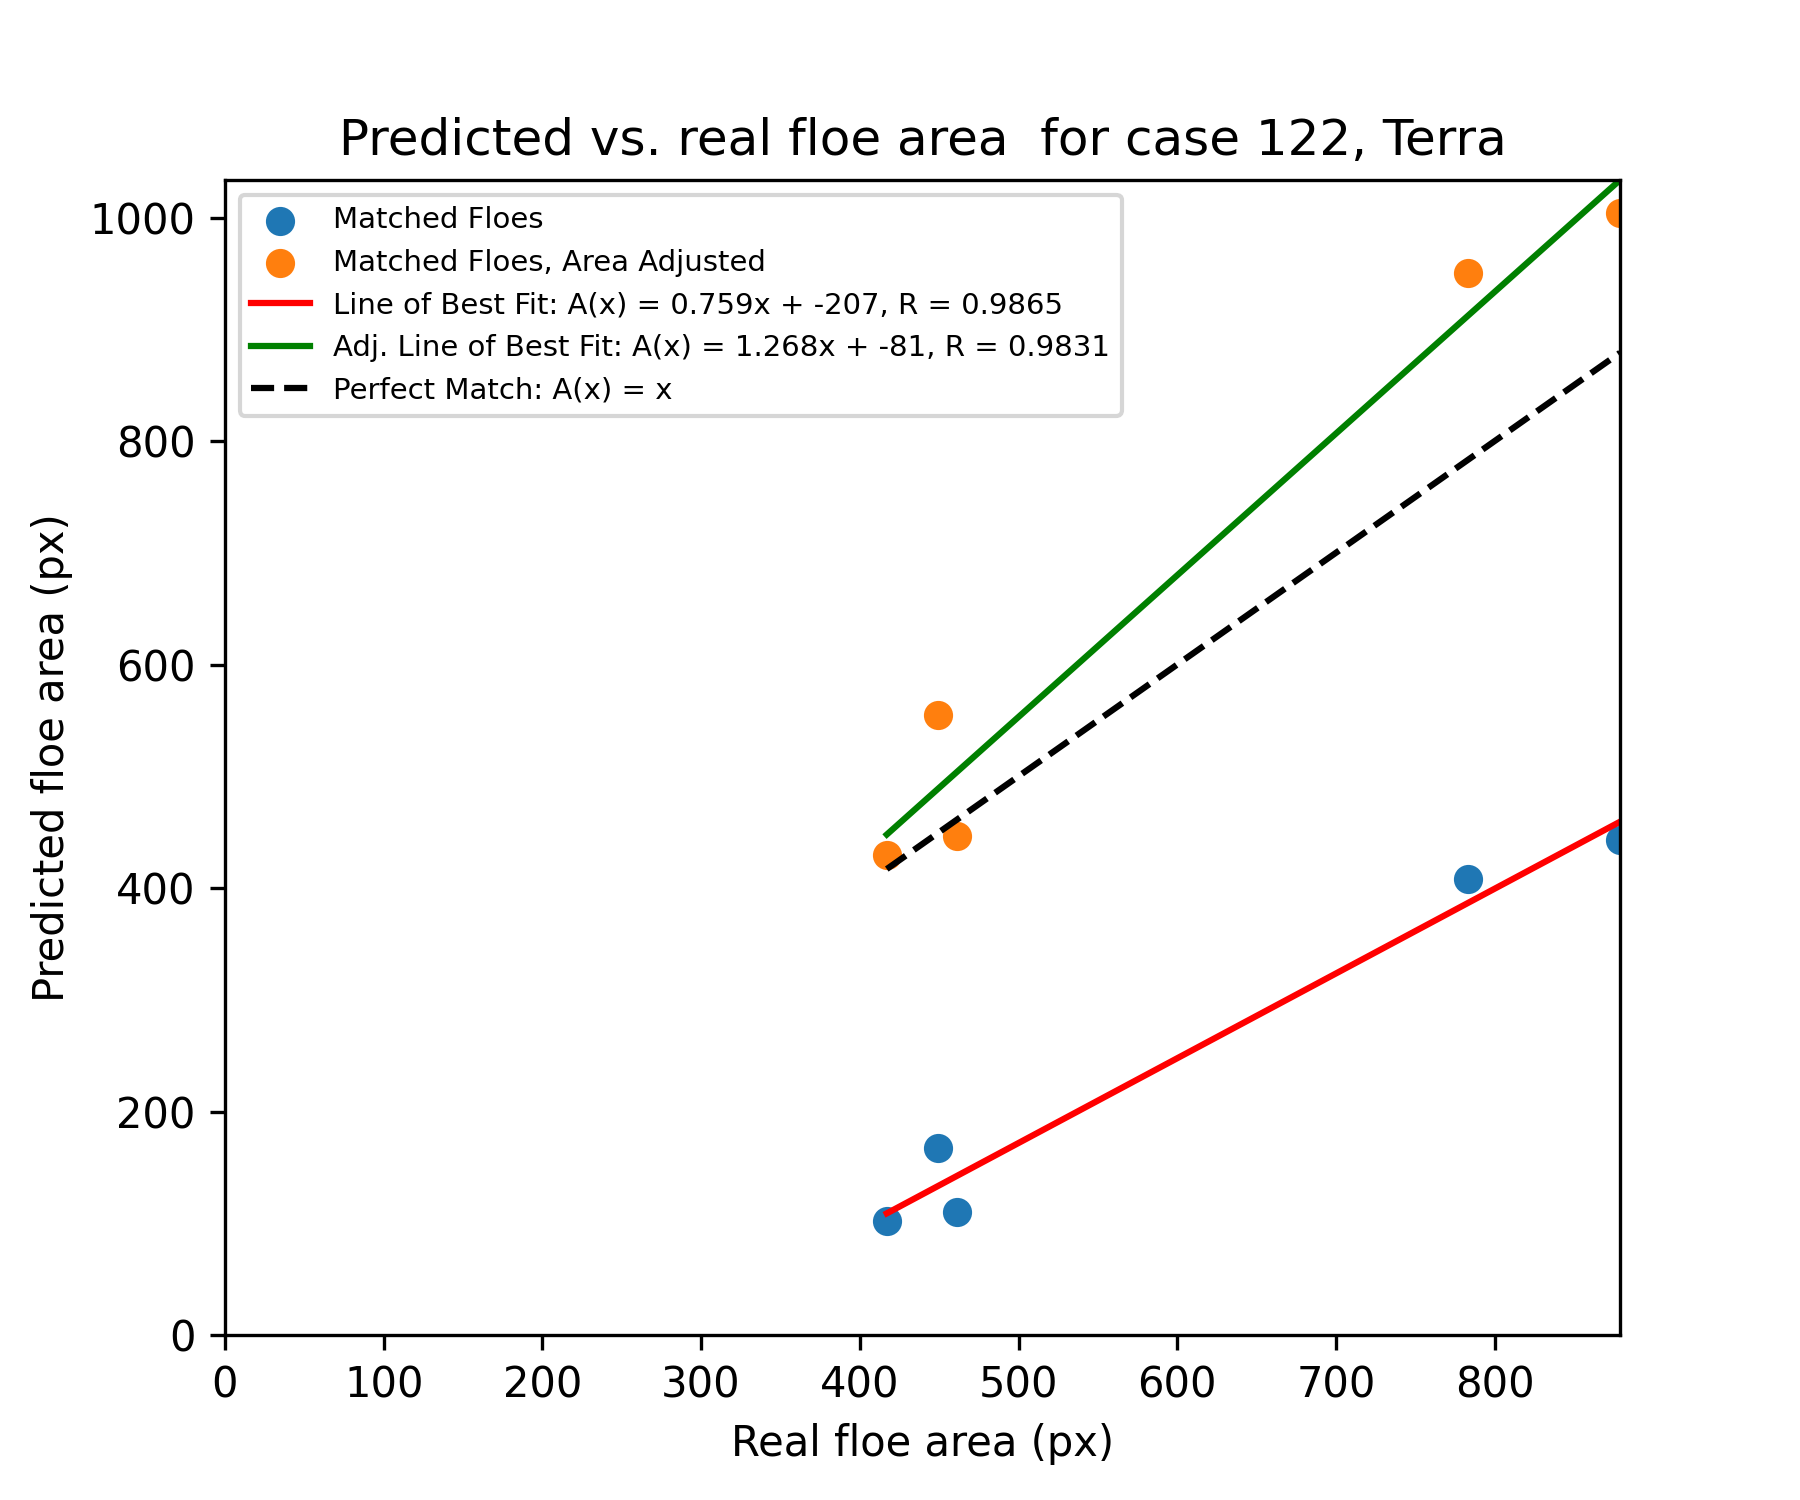 Predicted vs. real floe area  for case 122, Terra
Matched Floes
Matched Floes, Area Adjusted
Line of Best Fit: A(x) = 0.759x + -207, R = 0.9865
Adj. Line of Best Fit: A(x) = 1.268x + -81, R = 0.9831
Perfect Match: A(x) = x
Predicted floe area (px)
1000
800
600
400
200
0
0 100 200 300 400 500 600 700 800
Real floe area (px)